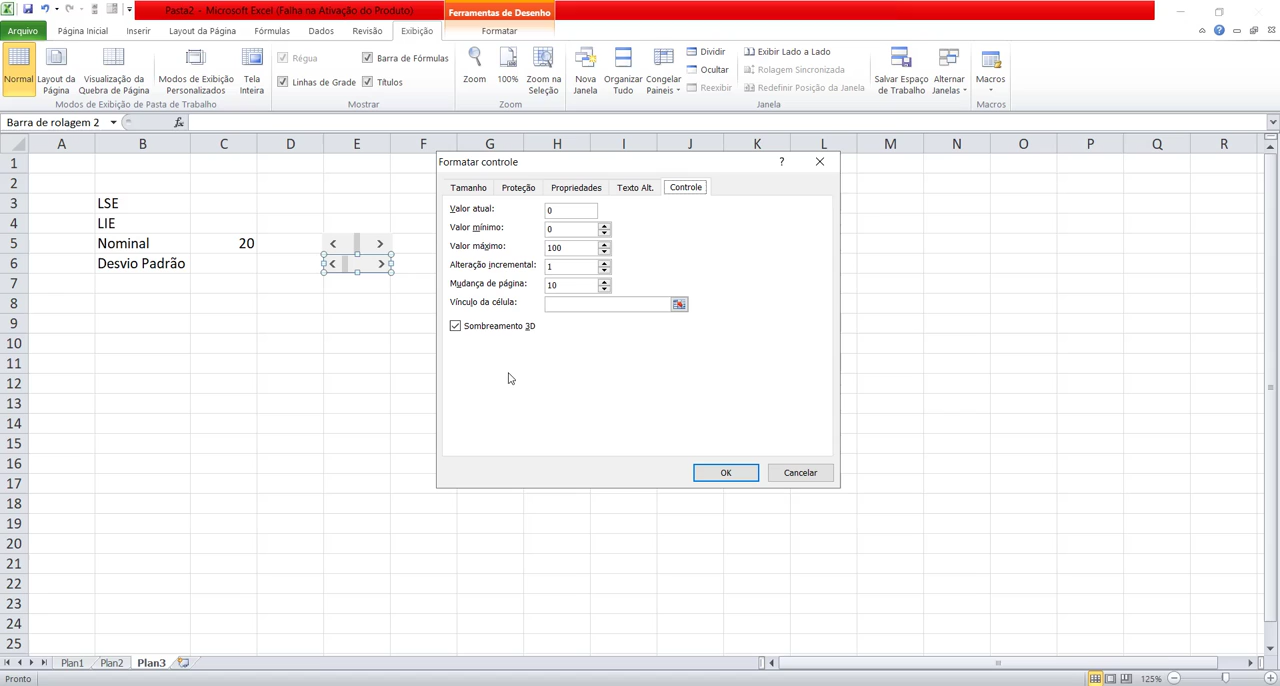 Pasta2 - Microsoft Excel (Falha na Ativação do Produto)
Ferramentas de Desenho
Arquivo Página Inicial Inserir Layout da Página Fórmulas Dados Revisão Exibição Formatar
Normal
Layout da Página
Visualização da Quebra de Página
Modos de Exibição Personalizados
Tela Inteira
Modos de Exibição de Pasta de Trabalho
Régua
Barra de Fórmulas
Linhas de Grade
Títulos
Mostrar
Zoom
100%
Zoom na Seleção
Zoom
Nova Janela
Organizar Tudo
Congelar Painéis
Dividir
Ocultar
Reexibir
Exibir Lado a Lado
Rolagem Sincronizada
Redefinir Posição da Janela
Salvar Espaço de Trabalho
Alternar Janelas
Janela
Macros
Macros
Barra de rolagem 2
fx
A B C D E F G H I J K L M N O P Q R
1
2
3 LSE
4 LIE
5 Nominal 20
6 Desvio Padrão
7
8
9
10
11
12
13
14
15
16
17
18
19
20
21
22
23
24
25
Formatar controle
?
Tamanho Proteção Propriedades Texto Alt. Controle
Valor atual: 0
Valor mínimo: 0
Valor máximo: 100
Alteração incremental: 1
Mudança de página: 10
Vínculo da célula:
Sombreamento 3D
OK Cancelar
Plan1 Plan2 Plan3
Pronto
125%